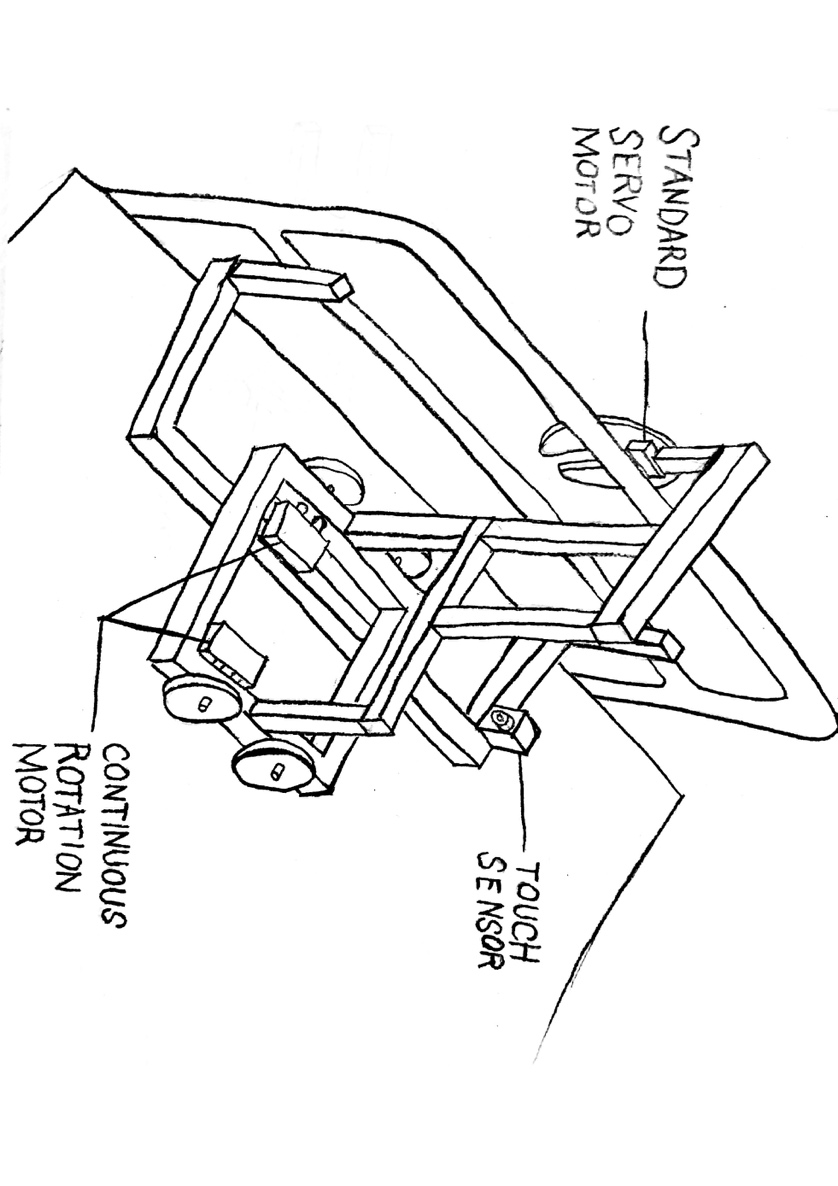 STANDARD
SERVO
MOTOR
TOUCH
SENSOR
CONTINUOUS
ROTATION
MOTOR